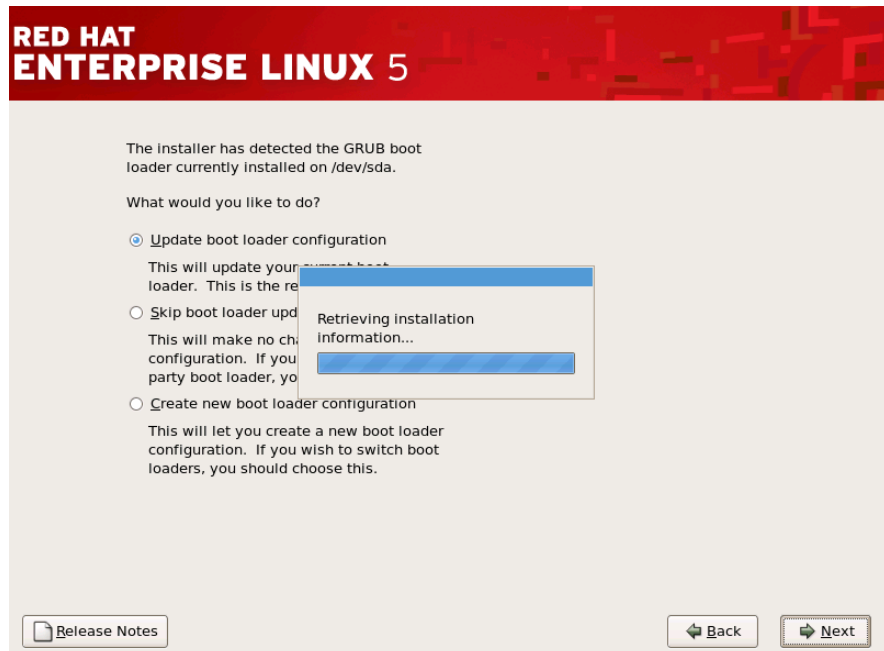 RED HAT
ENTERPRISE LINUX 5
The installer has detected the GRUB boot
loader currently installed on /dev/sda.
What would you like to do?
Update boot loader configuration
This will update your
loader. This is the
Skip boot loader
This will make no
configuration. If you
party boot loader,
Retrieving installation
information...
Create new boot loader configuration
This will let you create a new boot loader
configuration. If you wish to switch boot
loaders, you should choose this.
Release Notes
Back
Next